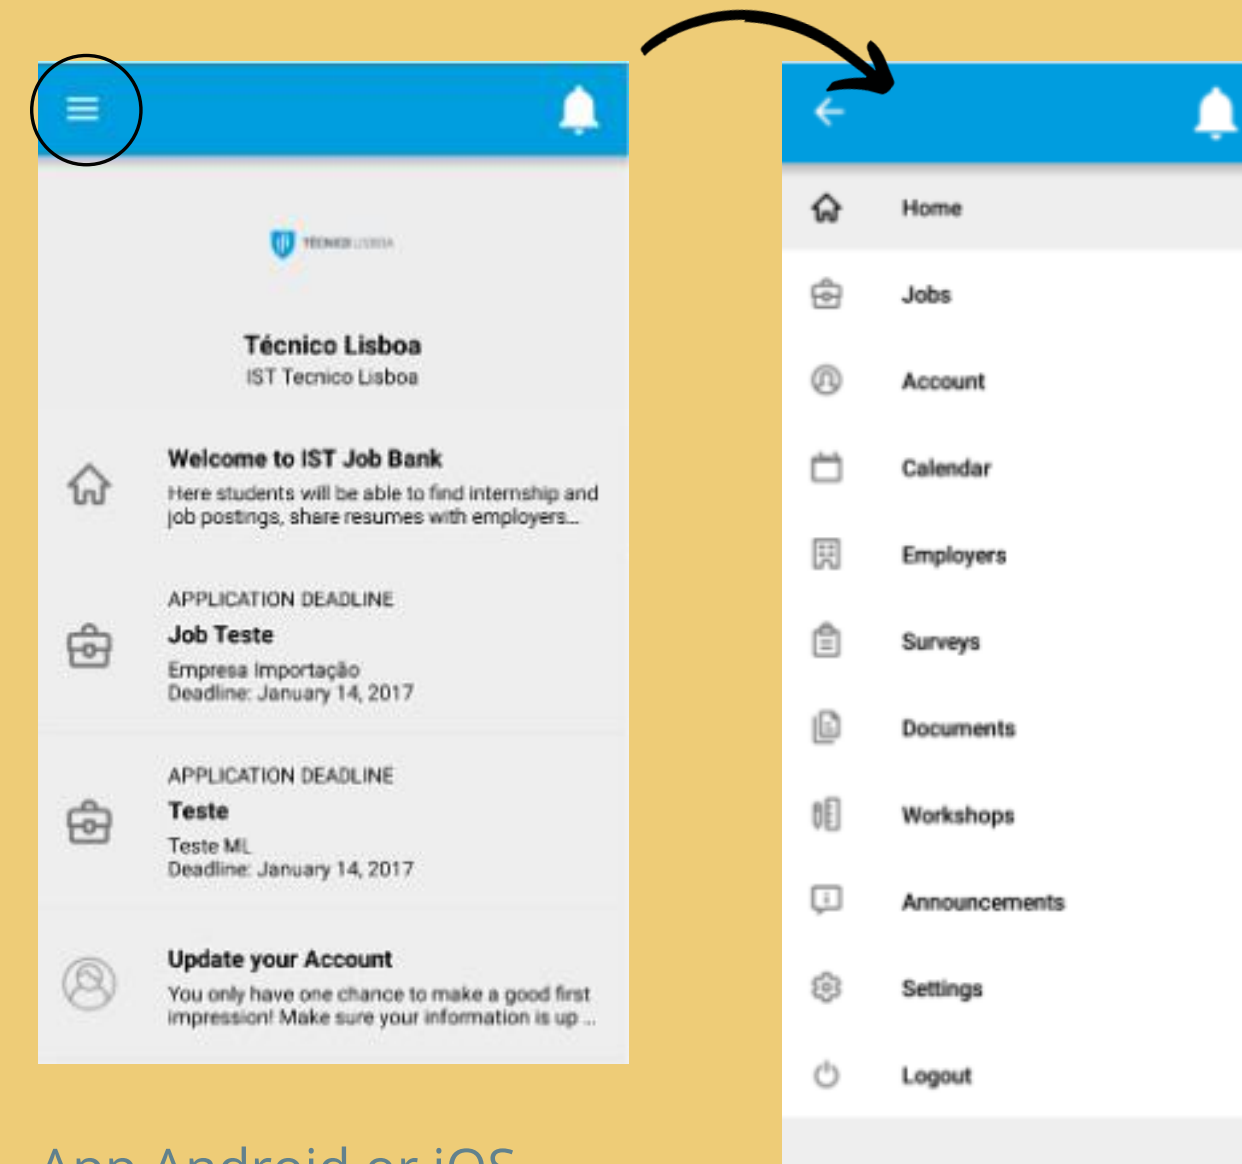 TÉCNICO LISBOA
Técnico Lisboa
IST Tecnico Lisboa
Welcome to IST Job Bank
Here students will be able to find internship and
job postings, share resumes with employers...
APPLICATION DEADLINE
Job Teste
Empresa Importação
Deadline: January 14, 2017
APPLICATION DEADLINE
Teste
Teste ML
Deadline: January 14, 2017
Update your Account
You only have one chance to make a good first
impression! Make sure your information is up ...
App Android or iOS
Home
Jobs
Account
Calendar
Employers
Surveys
Documents
Workshops
Announcements
Settings
Logout